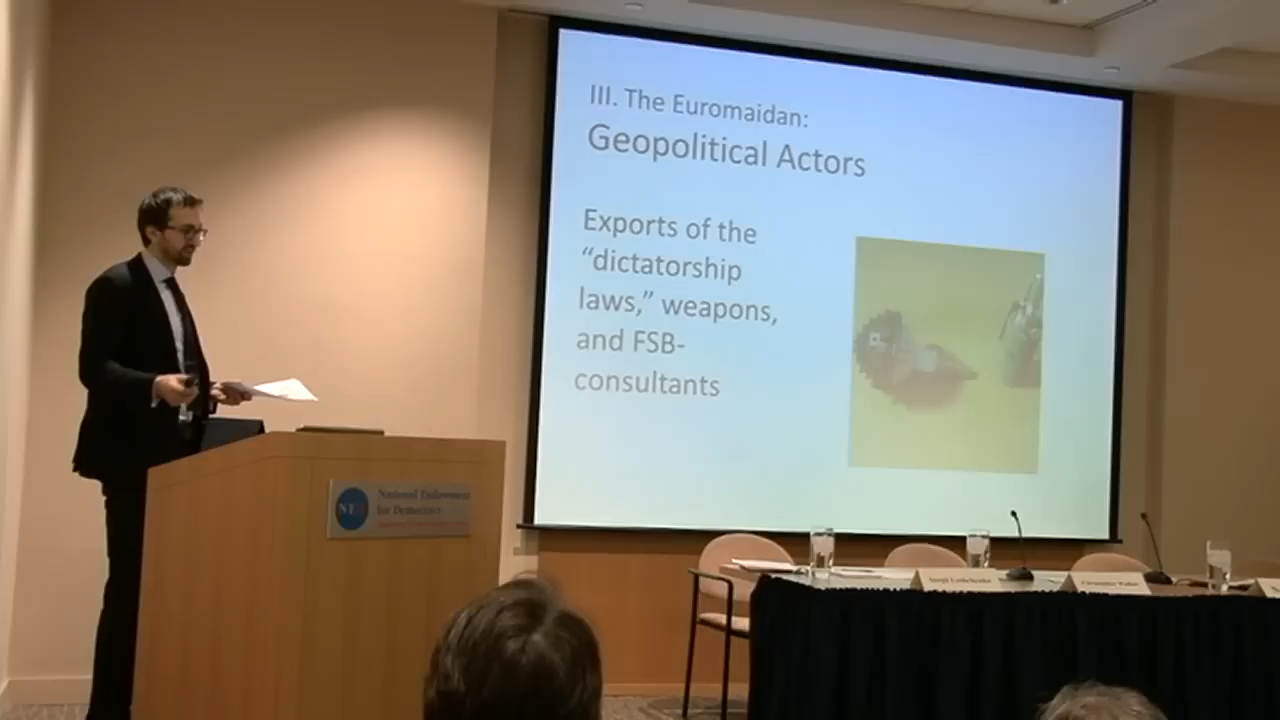 III. The Euromaidan:
Geopolitical Actors
Exports of the
“dictatorship
laws,” weapons,
and FSB-
consultants
National Endowment
for Democracy